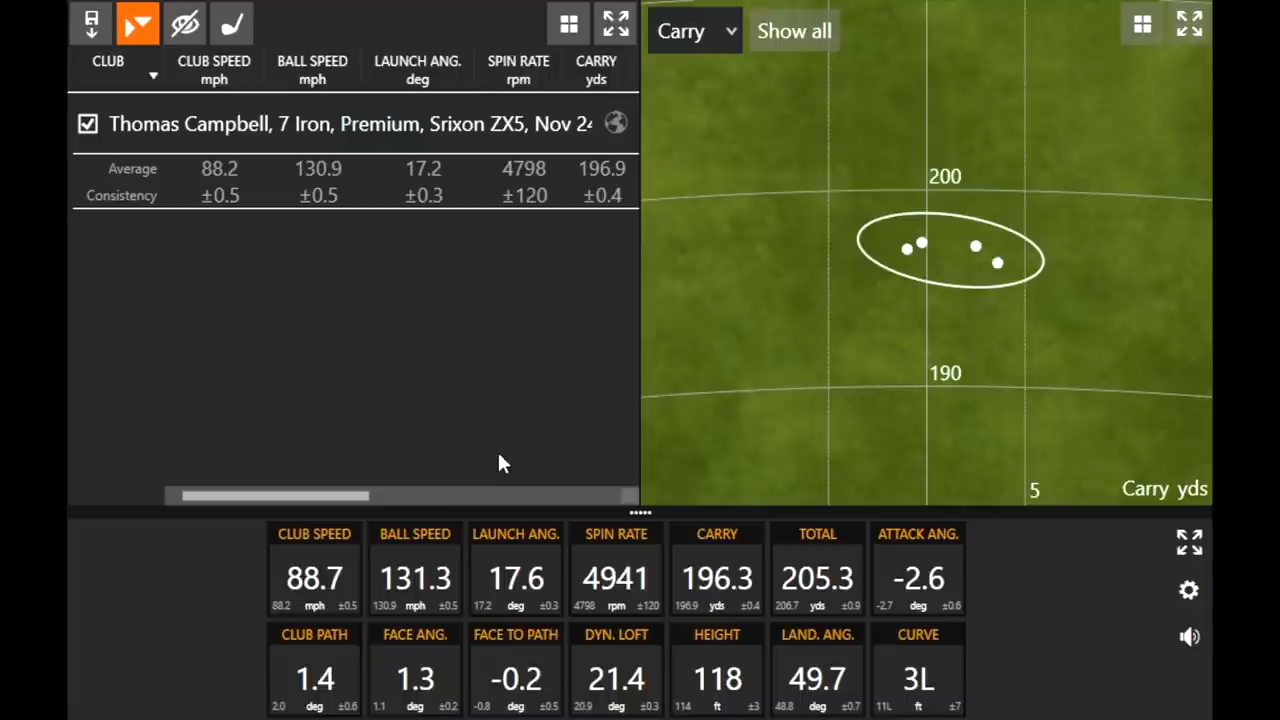 CLUB CLUB SPEED BALL SPEED LAUNCH ANG. SPIN RATE CARRY
mph mph deg rpm yds
Thomas Campbell, 7 Iron, Premium, Srixon ZX5, Nov 24
Average 88.2 130.9 17.2 4798 196.9
Consistency ±0.5 ±0.5 ±0.3 ±120 ±0.4
Carry Show all
200
190
5 Carry yds
CLUB SPEED BALL SPEED LAUNCH ANG. SPIN RATE CARRY TOTAL ATTACK ANG.
88.7 131.3 17.6 4941 196.3 205.3 -2.6
88.2 mph ±0.5 130.9 mph ±0.5 17.2 deg ±0.3 4798 rpm ±120 196.9 yds ±0.4 206.7 yds ±0.9 -2.7 deg ±0.6
CLUB PATH FACE ANG. FACE TO PATH DYN. LOFT HEIGHT LAND. ANG. CURVE
1.4 1.3 -0.2 21.4 118 49.7 3L
2.0 deg ±0.6 1.1 deg ±0.2 -0.8 deg ±0.5 20.9 deg ±0.3 114 ft ±3 48.8 deg ±0.7 11L ft ±7